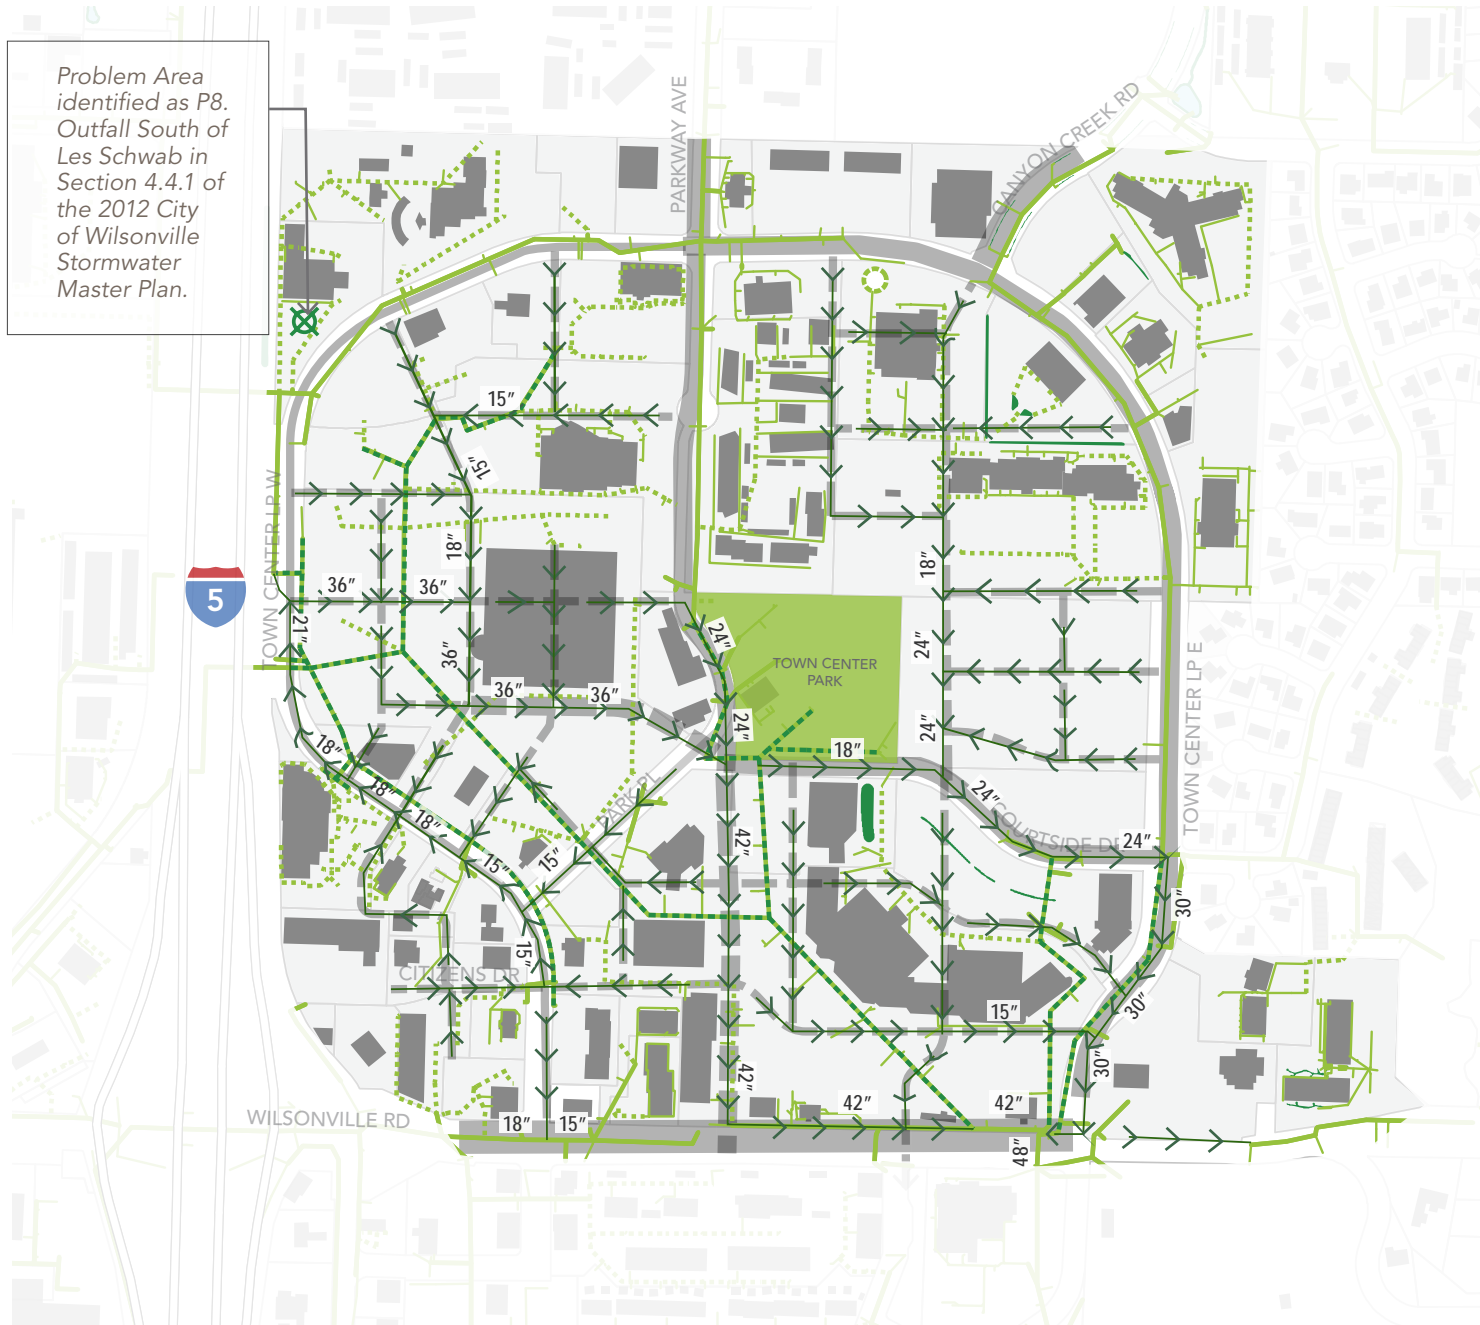 Problem Area
identified as P8.
Outfall South of
Les Schwab in
Section 4.4.1 of
the 2012 City
of Wilsonville
Stormwater
Master Plan.
PARKWAY AVE
CANYON CREEK RD
15”
15”
TOWN CENTER LP W
18”
18”
5
36”
36”
21”
24”
24”
36”
TOWN CENTER
PARK
TOWN CENTER LP E
36”
36”
24”
24”
18”
18”
18”
18”
24”
PARK PL
COURTSIDE DR
42”
24”
15”
15”
30”
15”
CITIZENS DR
15”
30”
30”
42”
WILSONVILLE RD
18”
15”
42”
42”
48”